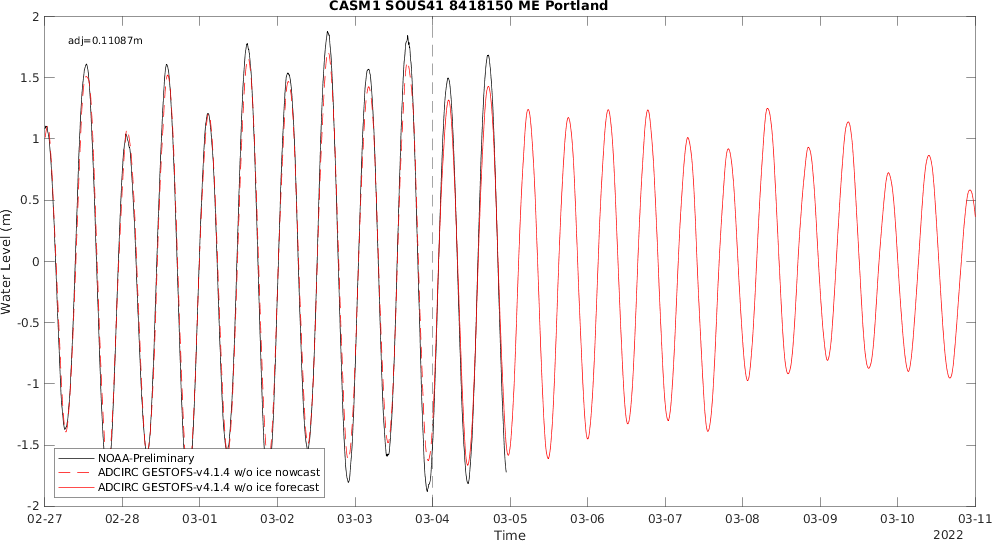 CASM1 SOUS41 8418150 ME Portland
adj=0.11087m
2
1.5
1
0.5
0
-0.5
-1
-1.5
-2
Water Level (m)
NOAA-Preliminary
ADCIRC GESTOFS-v4.1.4 w/o ice nowcast
ADCIRC GESTOFS-v4.1.4 w/o ice forecast
02-27 02-28 03-01 03-02 03-03 03-04 03-05 03-06 03-07 03-08 03-09 03-10 03-11
Time
2022